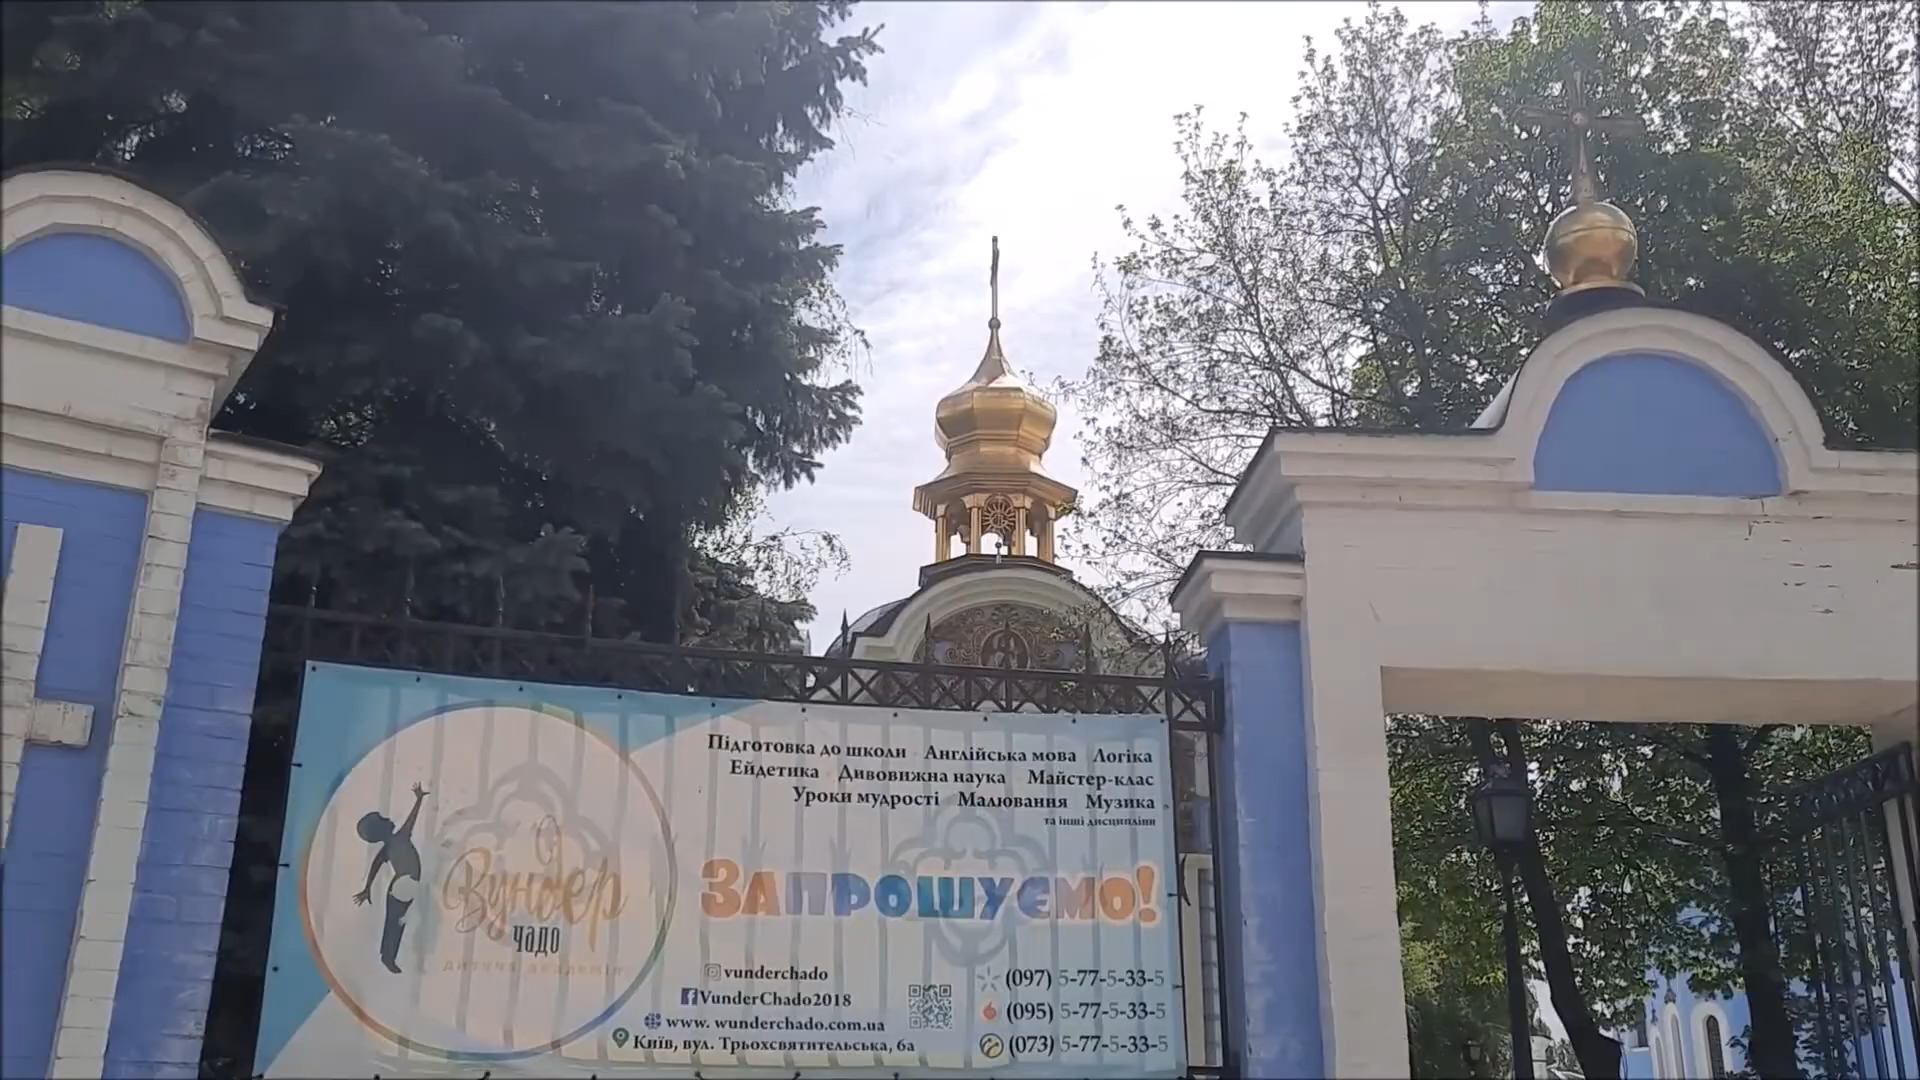 Підготовка до школи Англійська мова Логіка
Ейдетика Дивовижна наука Майстер-клас
Уроки мудрості Малювання Музика
та інші дисципліни
Вундер
чадо
дитяча академія
Запрошуємо!
vunderchado
VunderChado2018
www. wunderchado.com.ua
Київ, вул. Трьохсвятительська, 6а
(097) 5-77-5-33-5
(095) 5-77-5-33-5
(073) 5-77-5-33-5